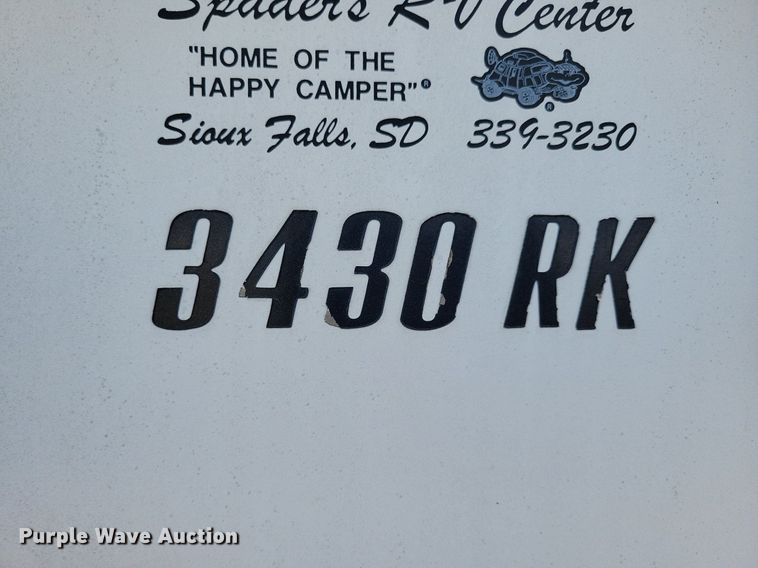 Spader's RV Center
"HOME OF THE
HAPPY CAMPER"®
®
Sioux Falls, SD 339-3230
3430 RK
Purple Wave Auction